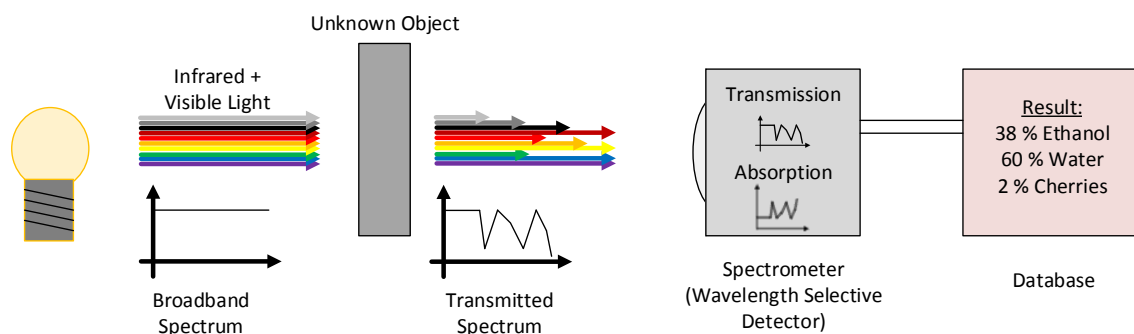 Unknown Object
Infrared +
Visible Light
Broadband
Spectrum
Transmitted
Spectrum
Transmission
Absorption
Spectrometer
(Wavelength Selective
Detector)
Result:
38 % Ethanol
60 % Water
2 % Cherries
Database